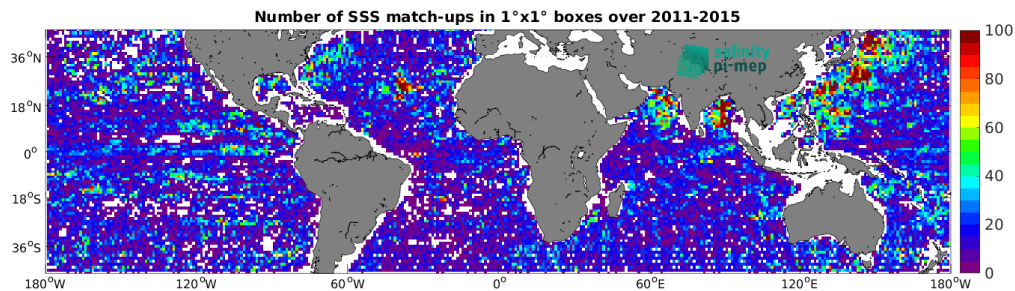 Number of SSS match-ups in 1°x1° boxes over 2011-2015
salinity
pi-mep
36°N
18°N
0°
18°S
36°S
180°W
120°W
60°W
0°
60°E
120°E
180°W
100
80
60
40
20
0